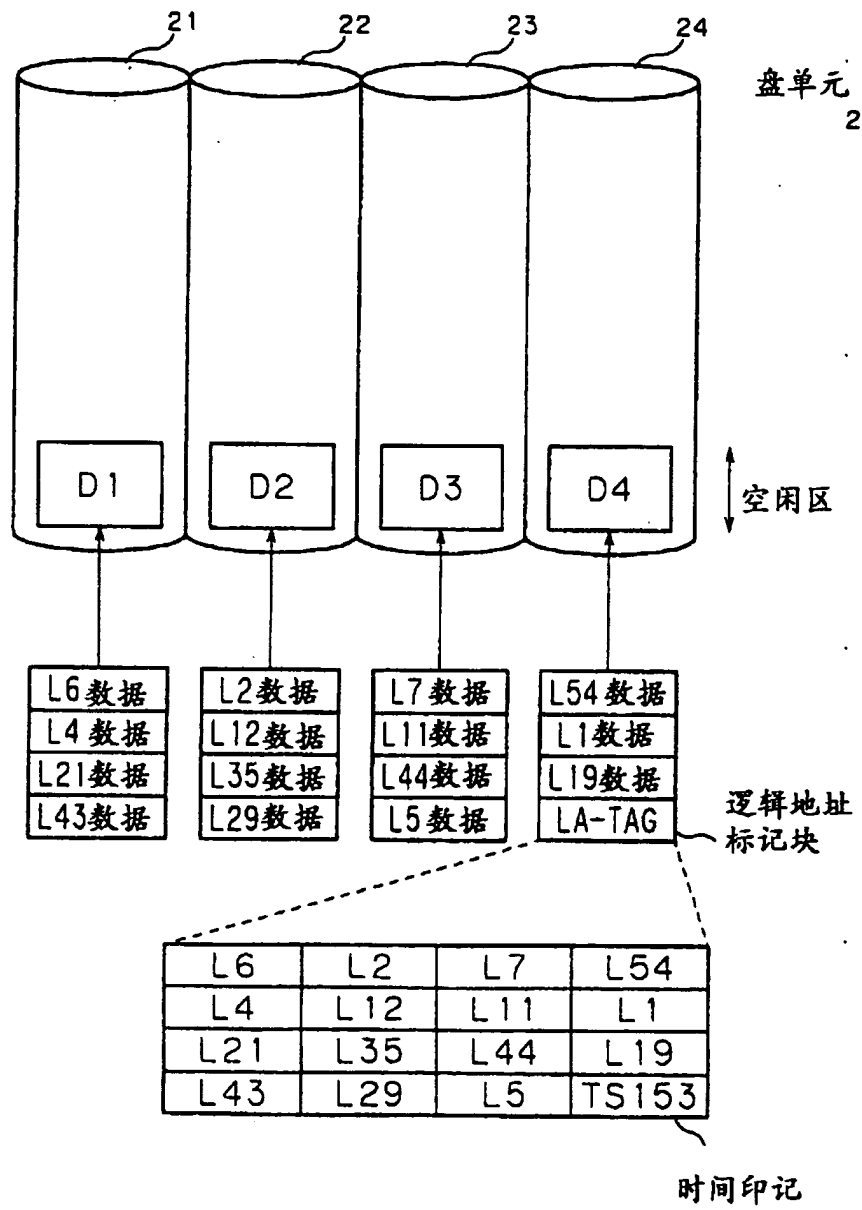 21 22 23 24
盘单元
2
D1 D2 D3 D4
空闲区
L6数据 L2数据 L7数据 L54数据
L4数据 L12数据 L11数据 L1数据
L21数据 L35数据 L44数据 L19数据
L43数据 L29数据 L5数据 LA-TAG
逻辑地址
标记块
L6 L2 L7 L54
L4 L12 L11 L1
L21 L35 L44 L19
L43 L29 L5 TS153
时间印记